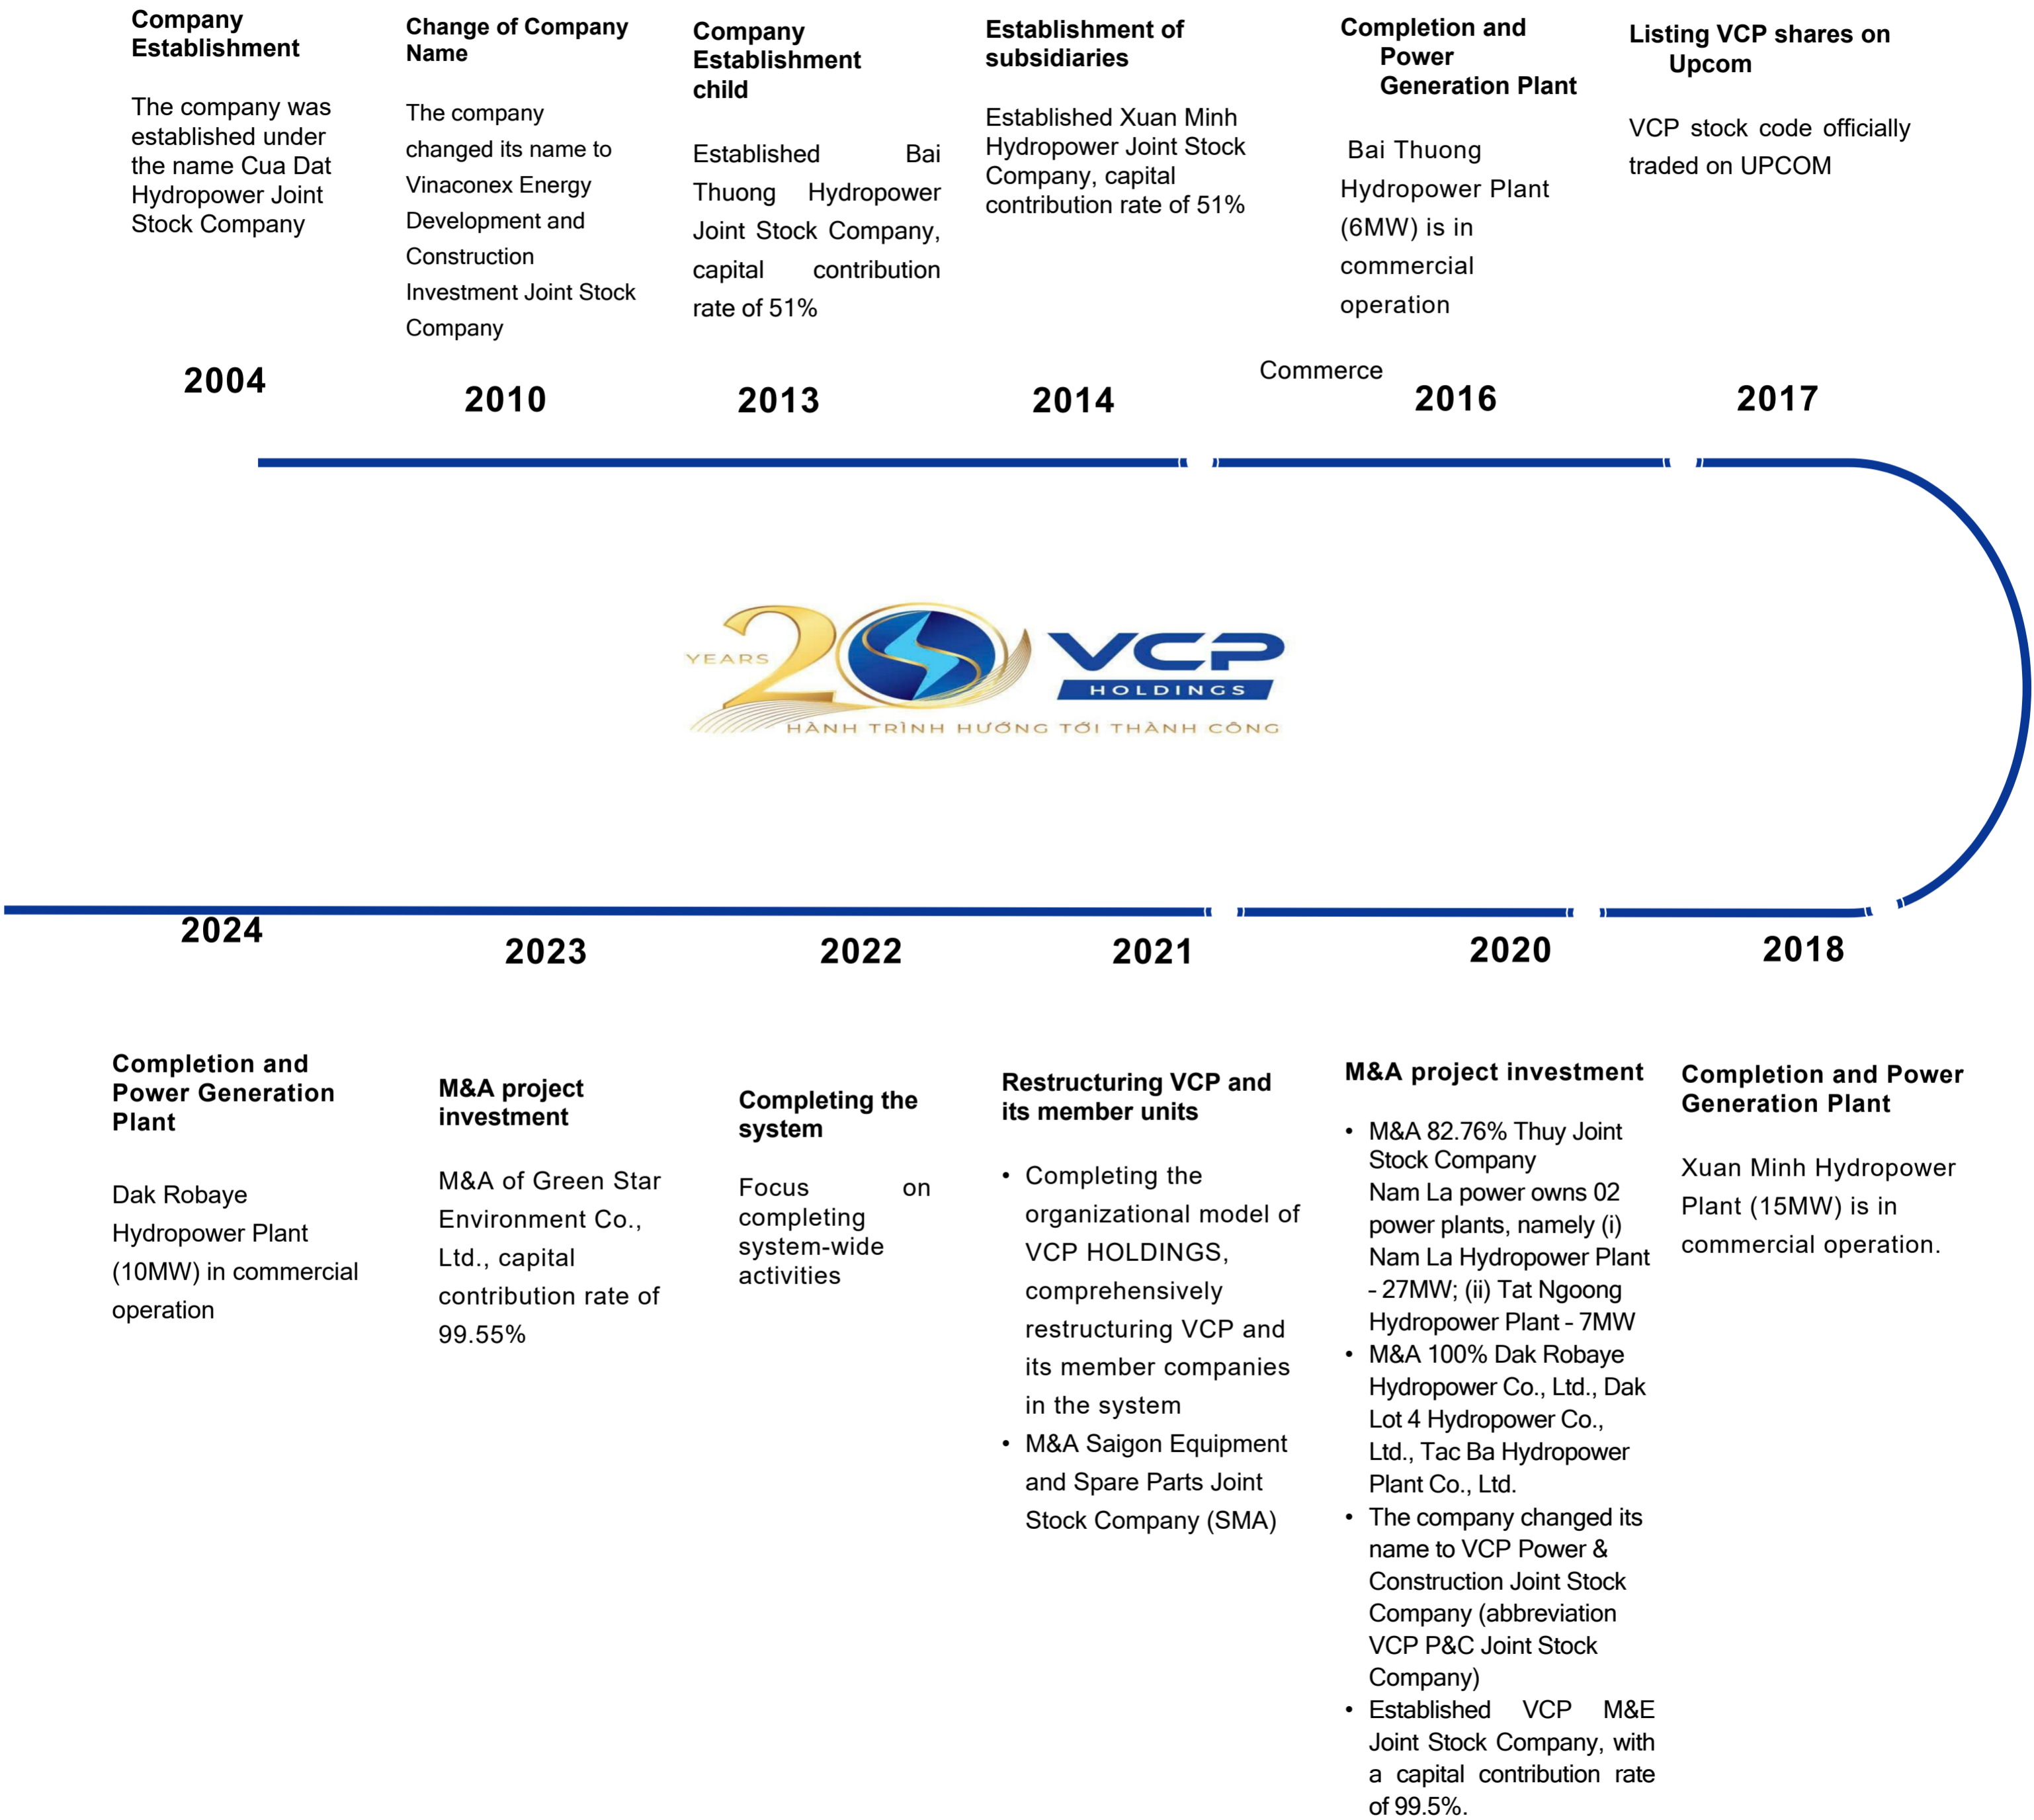 Company
Establishment
The company was
established under
the name Cua Dat
Hydropower Joint
Stock Company
2004
Change of Company
Name
The company
changed its name to
Vinaconex Energy
Development and
Construction
Investment Joint Stock
Company
2010
Company
Establishment
child
Established Bai
Thuong Hydropower
Joint Stock Company,
capital contribution
rate of 51%
2013
Establishment of
subsidiaries
Established Xuan Minh
Hydropower Joint Stock
Company, capital
contribution rate of 51%
2014
Completion and
Power
Generation Plant
Bai Thuong
Hydropower Plant
(6MW) is in
commercial
operation
Commerce
2016
Listing VCP shares on
Upcom
VCP stock code officially
traded on UPCOM
2017
YEARS
20
VCP
HOLDINGS
HÀNH TRÌNH HƯỚNG TỚI THÀNH CÔNG
2024
Completion and
Power Generation
Plant
Dak Robaye
Hydropower Plant
(10MW) in commercial
operation
2023
M&A project
investment
M&A of Green Star
Environment Co.,
Ltd., capital
contribution rate of
99.55%
2022
Completing the
system
Focus on
completing
system-wide
activities
2021
Restructuring VCP and
its member units
• Completing the
organizational model of
VCP HOLDINGS,
comprehensively
restructuring VCP and
its member companies
in the system
• M&A Saigon Equipment
and Spare Parts Joint
Stock Company (SMA)
2020
M&A project investment
• M&A 82.76% Thuy Joint
Stock Company
Nam La power owns 02
power plants, namely (i)
Nam La Hydropower Plant
– 27MW; (ii) Tat Ngoong
Hydropower Plant – 7MW
• M&A 100% Dak Robaye
Hydropower Co., Ltd., Dak
Lot 4 Hydropower Co.,
Ltd., Tac Ba Hydropower
Plant Co., Ltd.
• The company changed its
name to VCP Power &
Construction Joint Stock
Company (abbreviation
VCP P&C Joint Stock
Company)
• Established VCP M&E
Joint Stock Company, with
a capital contribution rate
of 99.5%.
2018
Completion and Power
Generation Plant
Xuan Minh Hydropower
Plant (15MW) is in
commercial operation.